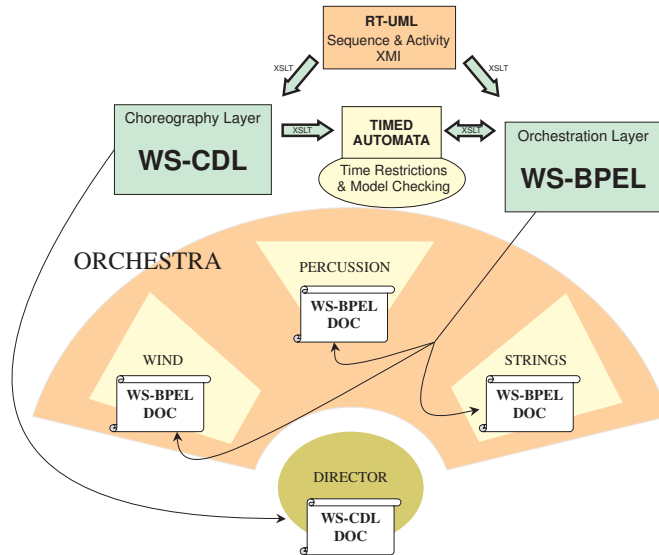 RT-UML
Sequence & Activity
XMI
XSLT
XSLT
Choreography Layer
WS-CDL
XSLT
TIMED
AUTOMATA
XSLT
Orchestration Layer
WS-BPEL
Time Restrictions
& Model Checking
ORCHESTRA
PERCUSSION
WS-BPEL
DOC
WIND
WS-BPEL
DOC
STRINGS
WS-BPEL
DOC
DIRECTOR
WS-CDL
DOC